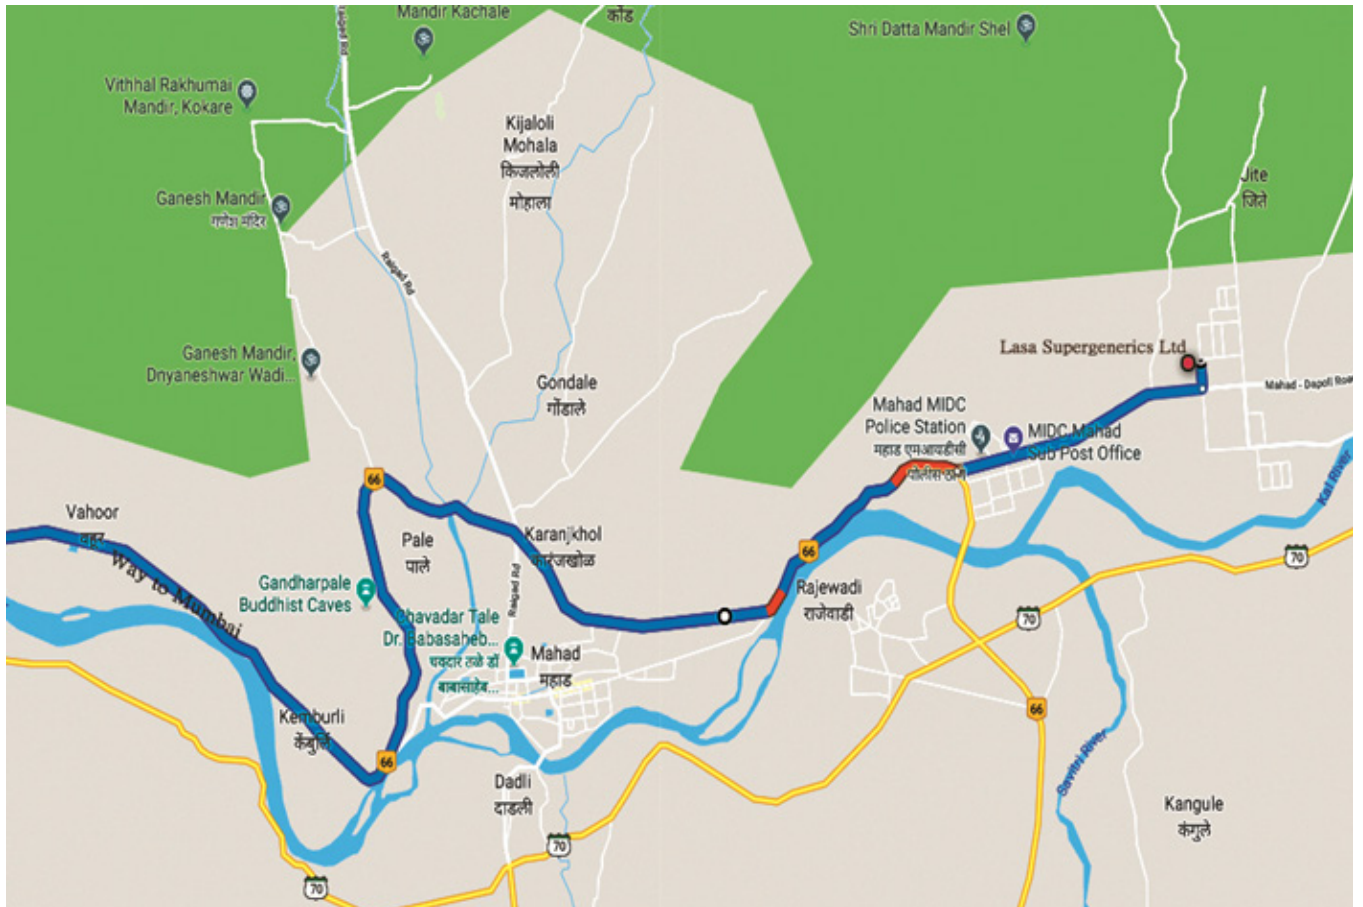 Raigad Rd
Mandir Kachale
कोंड
Shri Datta Mandir Shel
Vithhal Rakhumai
Mandir, Kokare
Kijaloli
Mohala
किजलोली
मोहाला
Jite
जिते
Ganesh Mandir
गणेश मंदिर
Raigad Rd
Ganesh Mandir,
Dnyaneshwar Wadi...
Lasa Supergenerics Ltd
Mahad - Dapoli Road
Gondale
गोंडाले
Mahad MIDC
Police Station
महाड एमआयडीसी
पोलीस ठाणे
MIDC,Mahad
Sub Post Office
Kal River
66
Vahoor
वहूर
Pale
पाले
Karanjkhol
कारंजखोळ
66
70
Way to Mumbai
Gandharpale
Buddhist Caves
Raigad Rd
Rajewadi
राजेवाडी
Chavadar Tale
Dr. Babasaheb...
चवदार तळे डॉ
बाबासाहेब...
Mahad
महाड
70
Kemburli
केंबुर्ली
66
66
Savitri River
Dadli
दाडली
Kangule
कंगुले
70
70